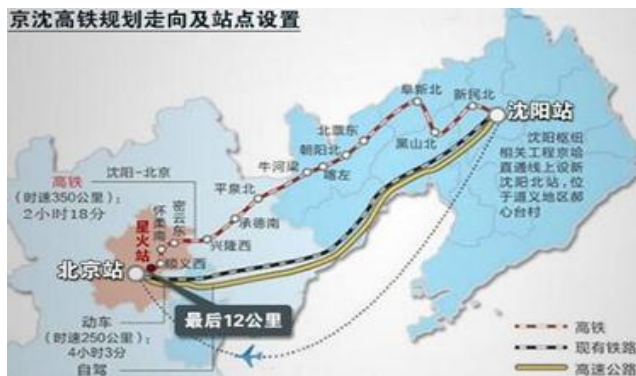 京沈高铁规划走向及站点设置
阜新北
新民北
沈阳站
北票东
朝阳北
黑山北
牛河梁
喀左
沈阳枢纽
相关工程京哈
直通线上设新
沈阳北站,位
于道义地区郝
心台村
高铁
沈阳-北京
(时速350公里):
2小时18分
平泉北
承德南
密云东
怀柔南
兴隆西
星火站
顺义西
北京站
最后12公里
动车
(时速250公里):
4小时3分
自驾
高铁
现有铁路
高速公路